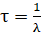 τ = 1/λ